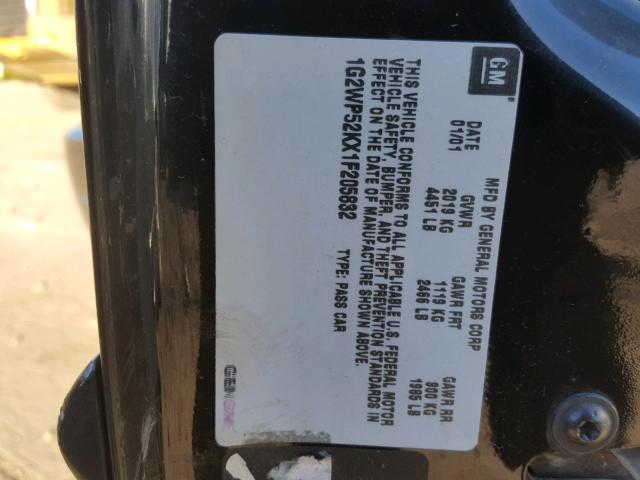 GM
MFD BY GENERAL MOTORS CORP
DATE GVWR GAWR FRT GAWR RR
01/01 2019 KG 1119 KG 900 KG
4451 LB 2466 LB 1985 LB
THIS VEHICLE CONFORMS TO ALL APPLICABLE U.S. FEDERAL MOTOR
VEHICLE SAFETY, BUMPER, AND THEFT PREVENTION STANDARDS IN
EFFECT ON THE DATE OF MANUFACTURE SHOWN ABOVE.
1G2WP52KX1F205832 TYPE: PASS CAR